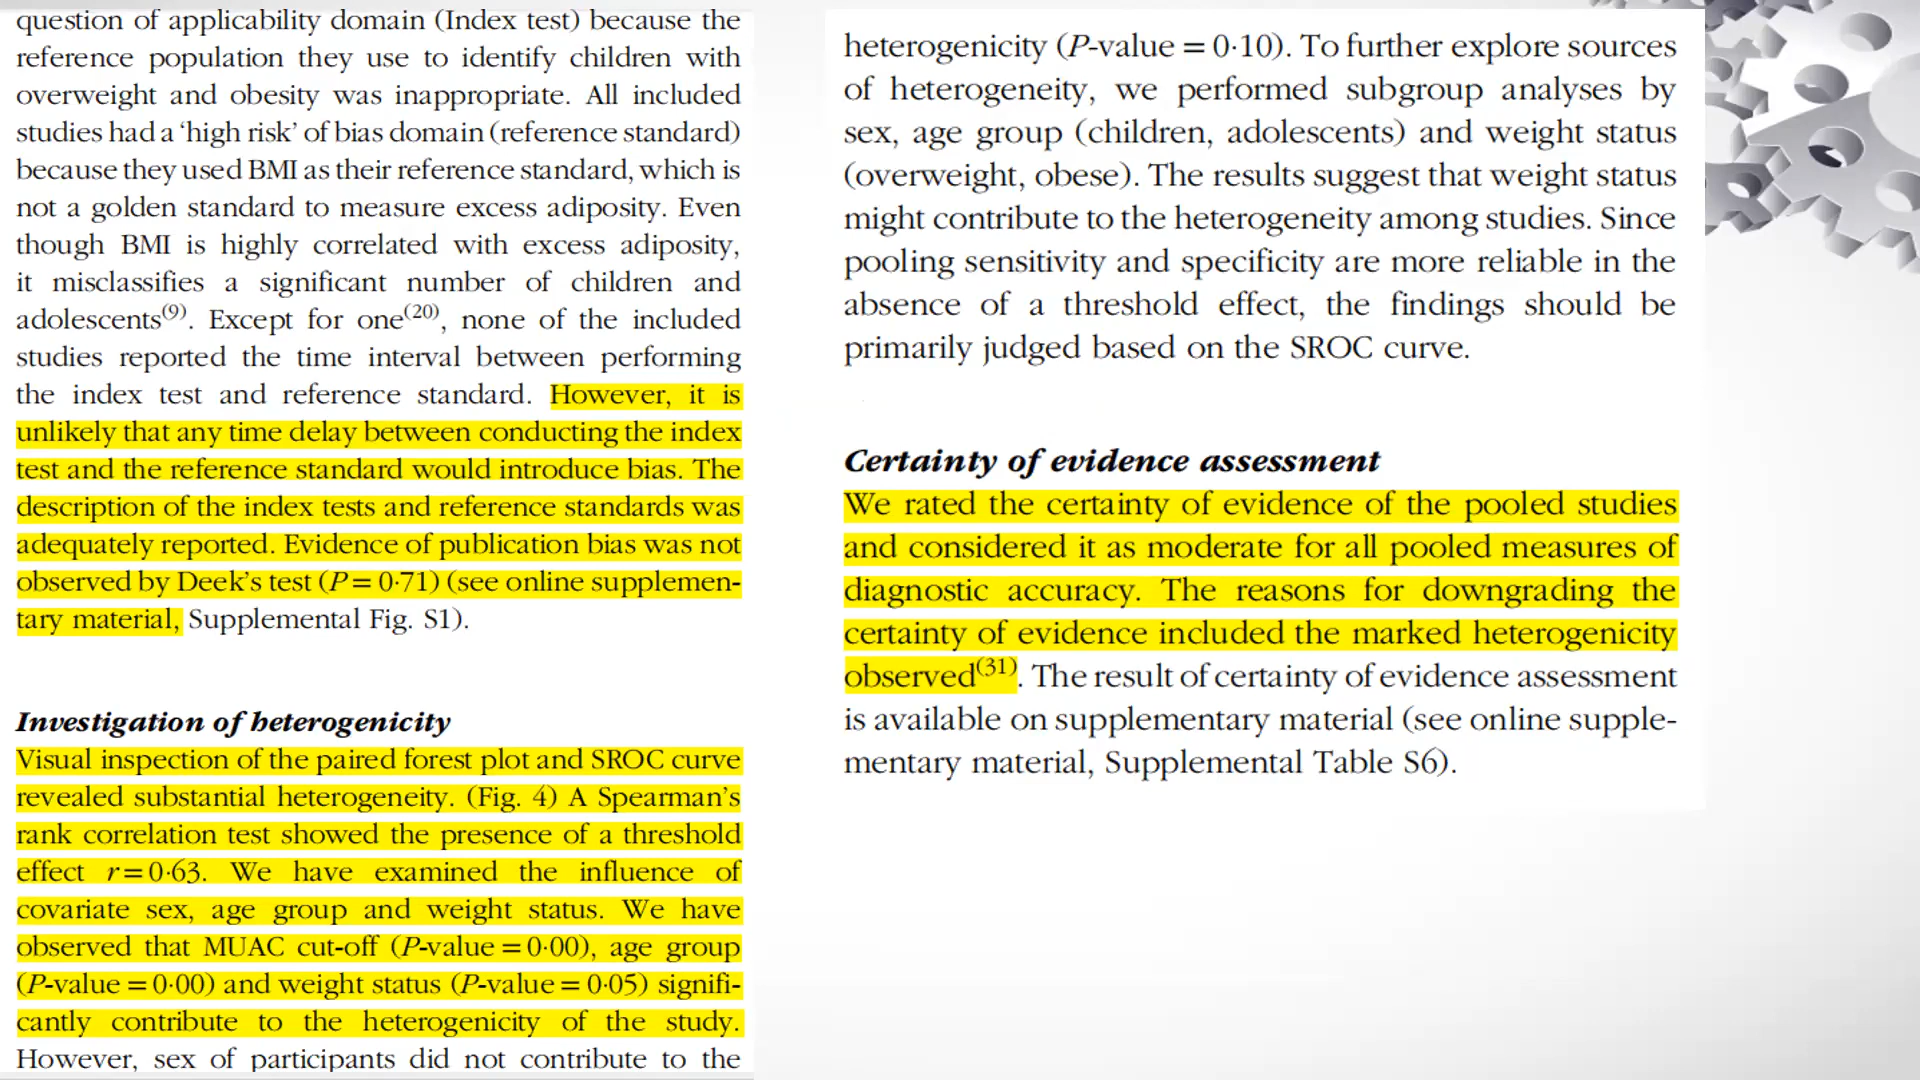 question of applicability domain (Index test) because the
reference population they use to identify children with
overweight and obesity was inappropriate. All included
studies had a ‘high risk’ of bias domain (reference standard)
because they used BMI as their reference standard, which is
not a golden standard to measure excess adiposity. Even
though BMI is highly correlated with excess adiposity,
it misclassifies a significant number of children and
adolescents(9). Except for one(20), none of the included
studies reported the time interval between performing
the index test and reference standard. However, it is
unlikely that any time delay between conducting the index
test and the reference standard would introduce bias. The
description of the index tests and reference standards was
adequately reported. Evidence of publication bias was not
observed by Deek’s test (P = 0·71) (see online supplemen-
tary material, Supplemental Fig. S1).
Investigation of heterogenicity
Visual inspection of the paired forest plot and SROC curve
revealed substantial heterogeneity. (Fig. 4) A Spearman’s
rank correlation test showed the presence of a threshold
effect r = 0·63. We have examined the influence of
covariate sex, age group and weight status. We have
observed that MUAC cut-off (P-value = 0·00), age group
(P-value = 0·00) and weight status (P-value = 0·05) signifi-
cantly contribute to the heterogenicity of the study.
However, sex of participants did not contribute to the
heterogenicity (P-value = 0·10). To further explore sources
of heterogeneity, we performed subgroup analyses by
sex, age group (children, adolescents) and weight status
(overweight, obese). The results suggest that weight status
might contribute to the heterogeneity among studies. Since
pooling sensitivity and specificity are more reliable in the
absence of a threshold effect, the findings should be
primarily judged based on the SROC curve.
Certainty of evidence assessment
We rated the certainty of evidence of the pooled studies
and considered it as moderate for all pooled measures of
diagnostic accuracy. The reasons for downgrading the
certainty of evidence included the marked heterogenicity
observed(31). The result of certainty of evidence assessment
is available on supplementary material (see online supple-
mentary material, Supplemental Table S6).